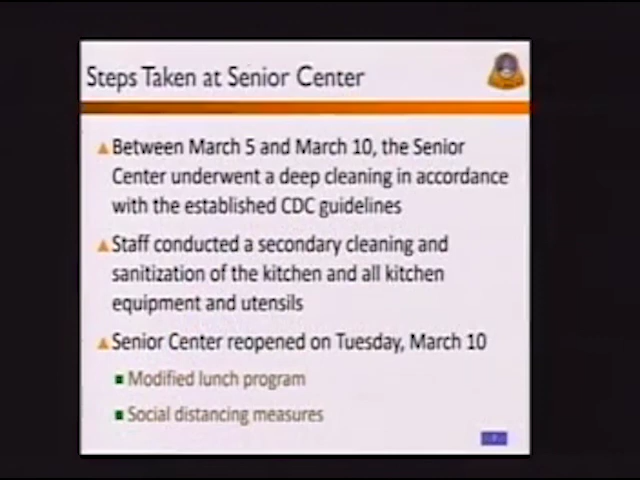 Steps Taken at Senior Center
Between March 5 and March 10, the Senior
Center underwent a deep cleaning in accordance
with the established CDC guidelines
Staff conducted a secondary cleaning and
sanitization of the kitchen and all kitchen
equipment and utensils
Senior Center reopened on Tuesday, March 10
Modified lunch program
Social distancing measures